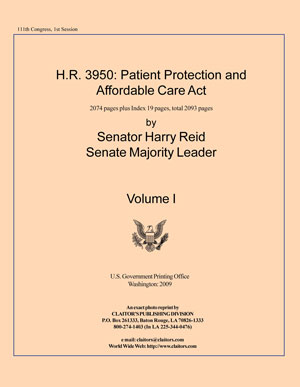 111th Congress, 1st Session
H.R. 3950: Patient Protection and
Affordable Care Act
2074 pages plus Index 19 pages, total 2093 pages
by
Senator Harry Reid
Senate Majority Leader
Volume I
U.S. Government Printing Office
Washington: 2009
An exact photo reprint by
CLAITOR'S PUBLISHING DIVISION
P.O. Box 261333, Baton Rouge, LA 70826-1333
800-274-1403 (In LA 225-344-0476)
e-mail: claitors@claitors.com
World Wide Web: http://www.claitors.com